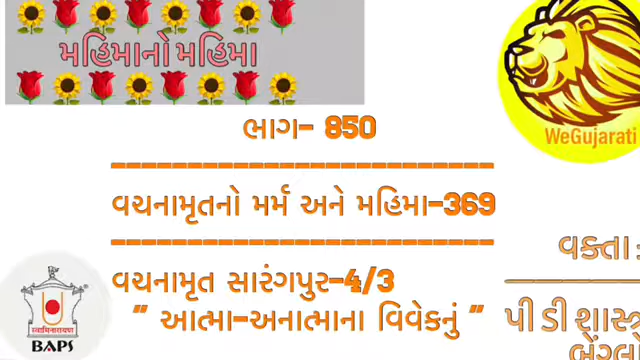 મહિમાનો મહિમા
WeGujarati
ભાગ- 850
વચનામૃતનો મર્મ અને મહિમા-369
વક્તા :
વચનામૃત સારંગપુર-4/3
“ આત્મા-અનાત્માના વિવેકનું ”
પી ડી શાસ્ત્ર
સ્વામિનારાયણ
BAPS